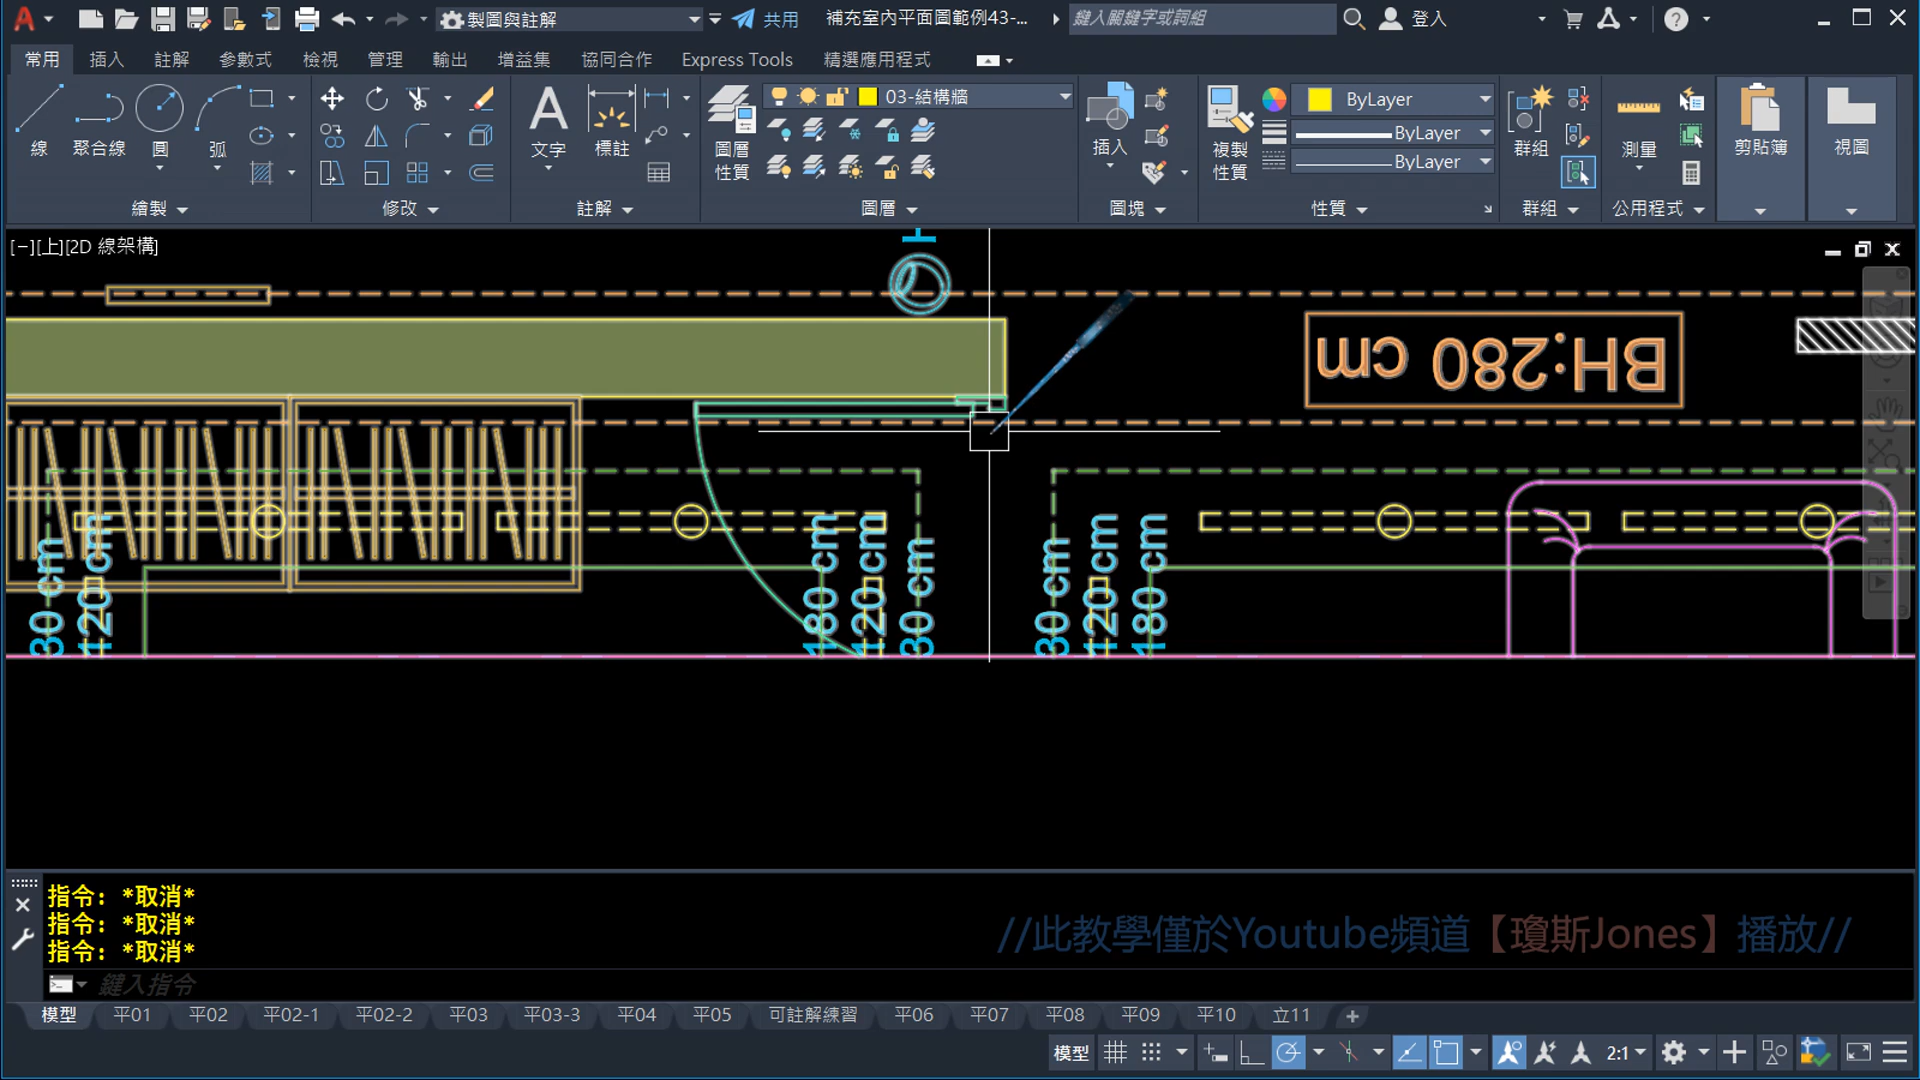 製圖與註解
共用
補充室內平面圖範例43-...
鍵入關鍵字或詞組
登入
常用
插入
註解
參數式
檢視
管理
輸出
增益集
協同合作
Express Tools
精選應用程式
線
聚合線
圓
弧
繪製
修改
文字
標註
註解
圖層
性質
03-結構牆
圖層
插入
圖塊
複製
性質
ByLayer
ByLayer
ByLayer
性質
群組
群組
測量
公用程式
剪貼簿
視圖
[−][上][2D 線架構]
BH:280 cm
30 cm
120 cm
180 cm
120 cm
30 cm
30 cm
120 cm
180 cm
指令: *取消*
指令: *取消*
指令: *取消*
//此教學僅於Youtube頻道【瓊斯Jones】播放//
鍵入指令
模型
平01
平02
平02-1
平02-2
平03
平03-3
平04
平05
可註解練習
平06
平07
平08
平09
平10
立11
模型
2:1